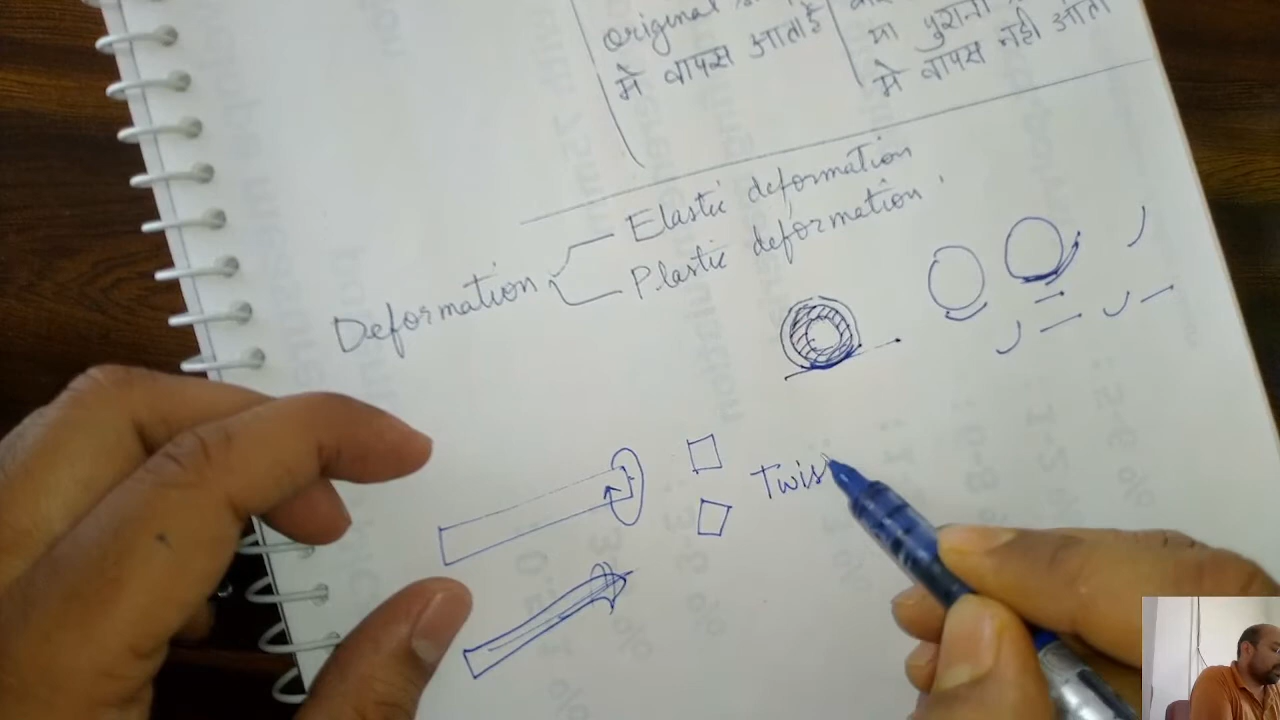 original
में वापस आता है
या पुराना
में वापस नहीं आता
Elastic deformation
Deformation
Plastic deformation
Twis